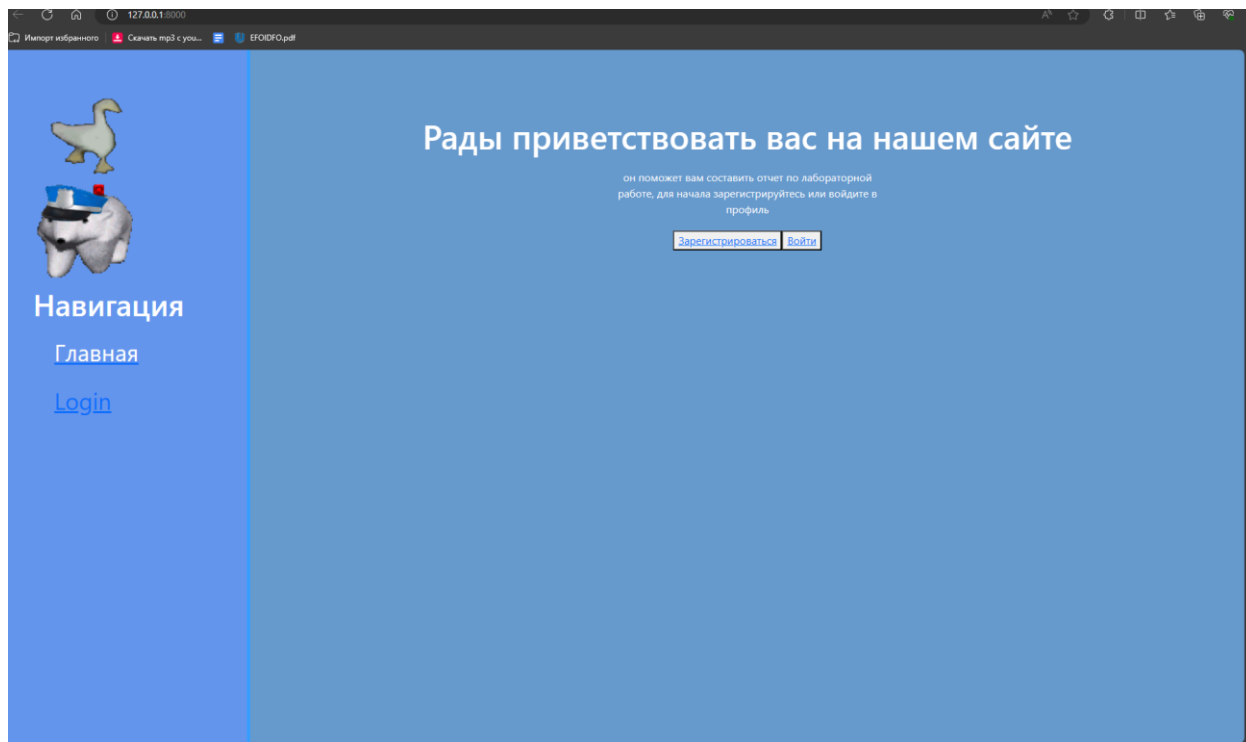 127.0.0.1:8000
Импорт избранного
Скачать mp3 с you...
EFOIDFO.pdf
Навигация
Главная
Login
Рады приветствовать вас на нашем сайте
он поможет вам составить отчет по лабораторной
работе, для начала зарегистрируйтесь или войдите в
профиль
Зарегистрироваться Войти